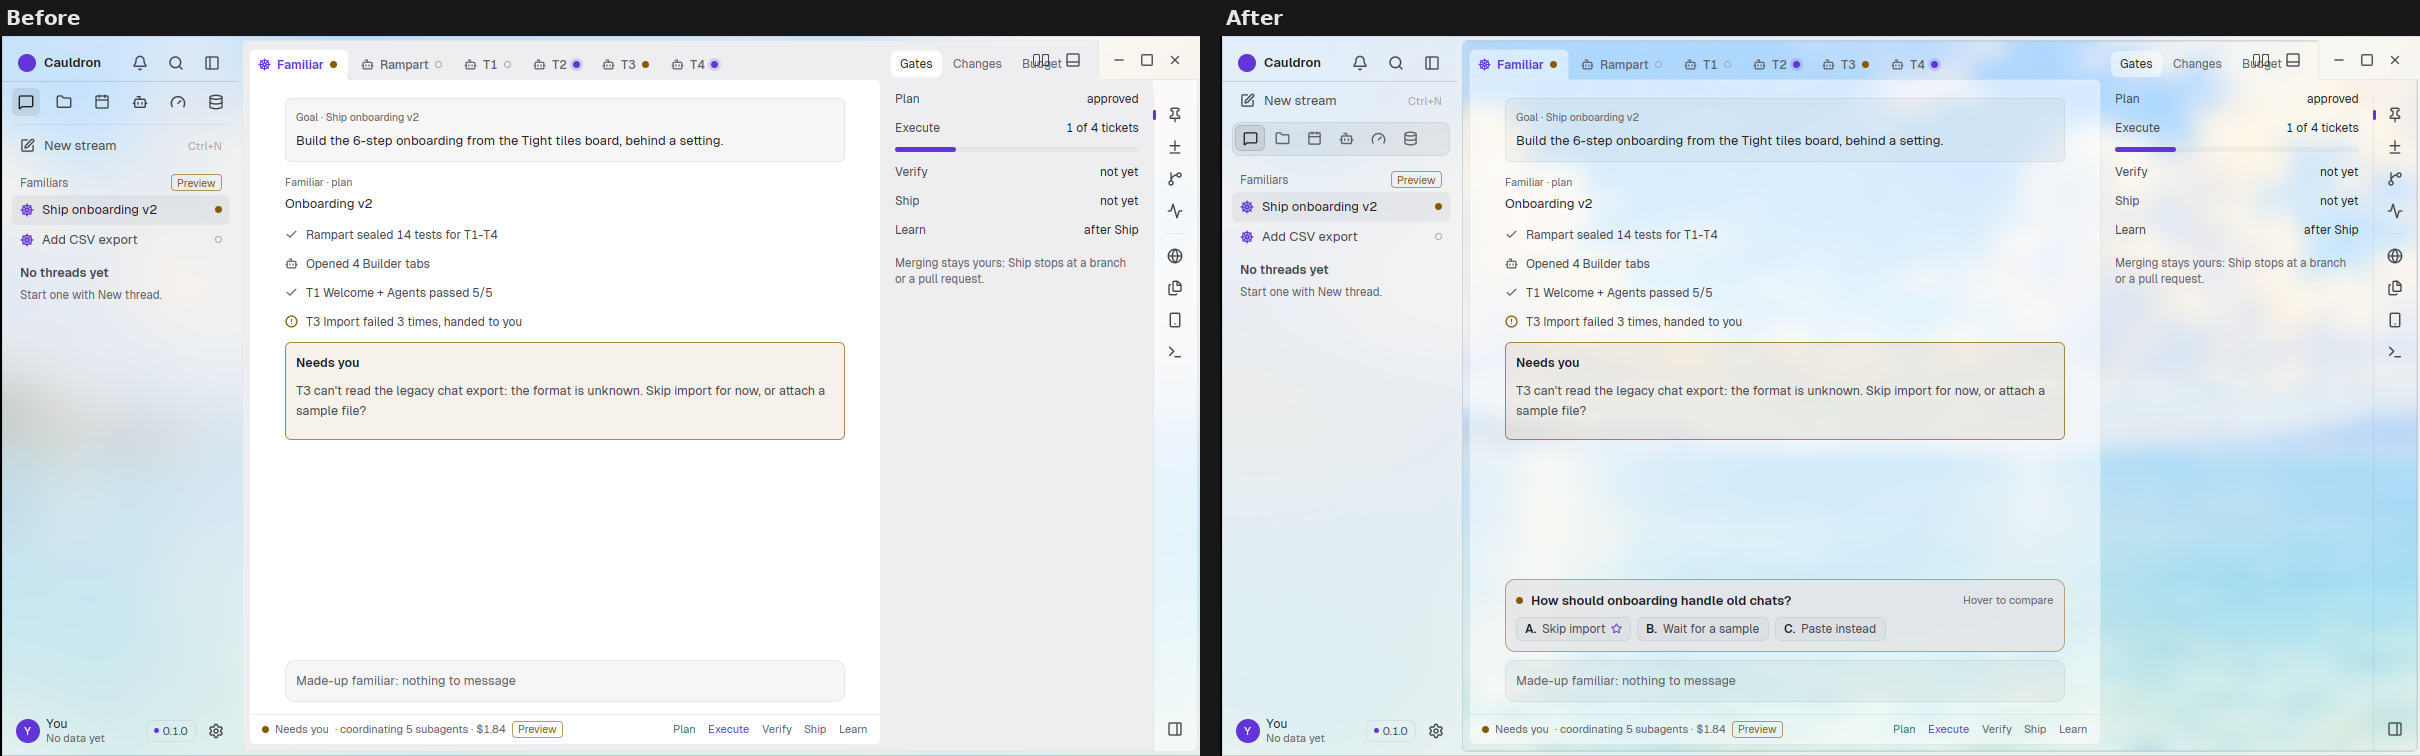 Before
Cauldron
New stream Ctrl+N
Familiars Preview
Ship onboarding v2
Add CSV export
No threads yet
Start one with New thread.
Y You
No data yet
0.1.0
Familiar Rampart T1 T2 T3 T4
Goal · Ship onboarding v2
Build the 6-step onboarding from the Tight tiles board, behind a setting.
Familiar · plan
Onboarding v2
Rampart sealed 14 tests for T1-T4
Opened 4 Builder tabs
T1 Welcome + Agents passed 5/5
T3 Import failed 3 times, handed to you
Needs you
T3 can't read the legacy chat export: the format is unknown. Skip import for now, or attach a
sample file?
Made-up familiar: nothing to message
Needs you · coordinating 5 subagents · $1.84 Preview Plan Execute Verify Ship Learn
Gates Changes Budget
Plan approved
Execute 1 of 4 tickets
Verify not yet
Ship not yet
Learn after Ship
Merging stays yours: Ship stops at a branch
or a pull request.
After
Cauldron
New stream Ctrl+N
Familiars Preview
Ship onboarding v2
Add CSV export
No threads yet
Start one with New thread.
Y You
No data yet
0.1.0
Familiar Rampart T1 T2 T3 T4
Goal · Ship onboarding v2
Build the 6-step onboarding from the Tight tiles board, behind a setting.
Familiar · plan
Onboarding v2
Rampart sealed 14 tests for T1-T4
Opened 4 Builder tabs
T1 Welcome + Agents passed 5/5
T3 Import failed 3 times, handed to you
Needs you
T3 can't read the legacy chat export: the format is unknown. Skip import for now, or attach a
sample file?
How should onboarding handle old chats? Hover to compare
A. Skip import B. Wait for a sample C. Paste instead
Made-up familiar: nothing to message
Needs you · coordinating 5 subagents · $1.84 Preview Plan Execute Verify Ship Learn
Gates Changes Budget
Plan approved
Execute 1 of 4 tickets
Verify not yet
Ship not yet
Learn after Ship
Merging stays yours: Ship stops at a branch
or a pull request.